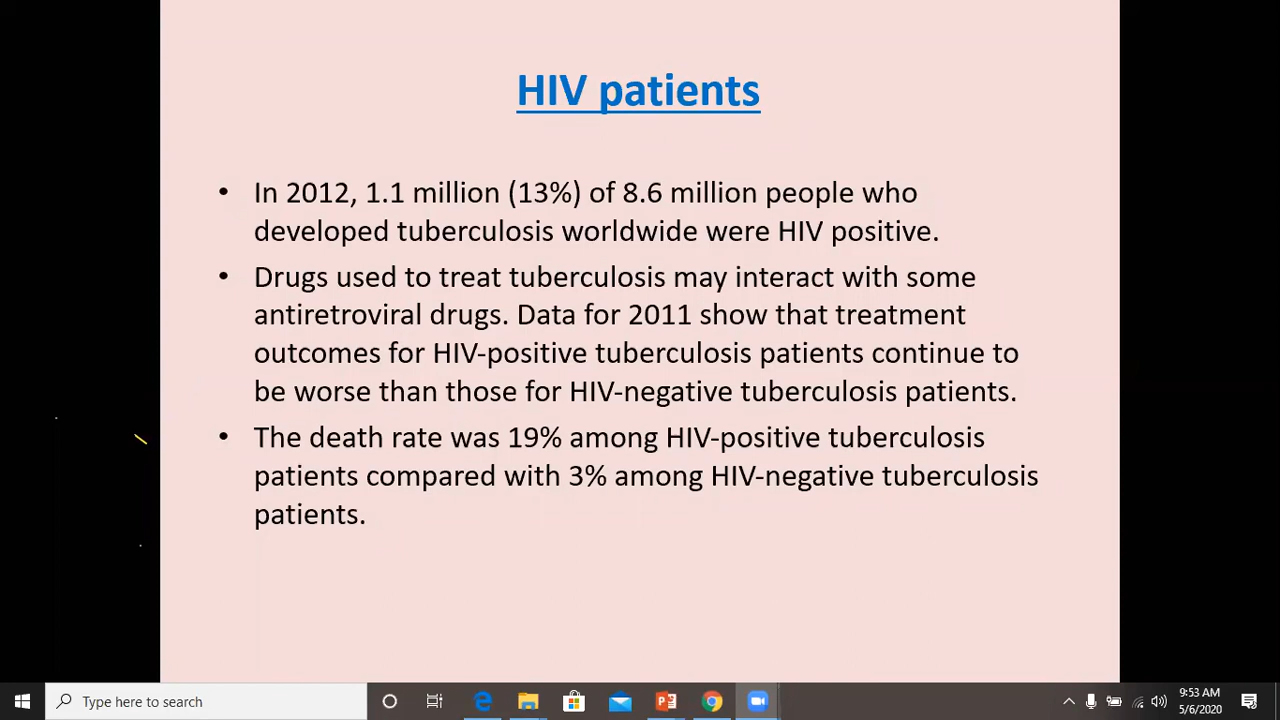 HIV patients
• In 2012, 1.1 million (13%) of 8.6 million people who
developed tuberculosis worldwide were HIV positive.
• Drugs used to treat tuberculosis may interact with some
antiretroviral drugs. Data for 2011 show that treatment
outcomes for HIV-positive tuberculosis patients continue to
be worse than those for HIV-negative tuberculosis patients.
• The death rate was 19% among HIV-positive tuberculosis
patients compared with 3% among HIV-negative tuberculosis
patients.
Type here to search
9:53 AM
5/6/2020